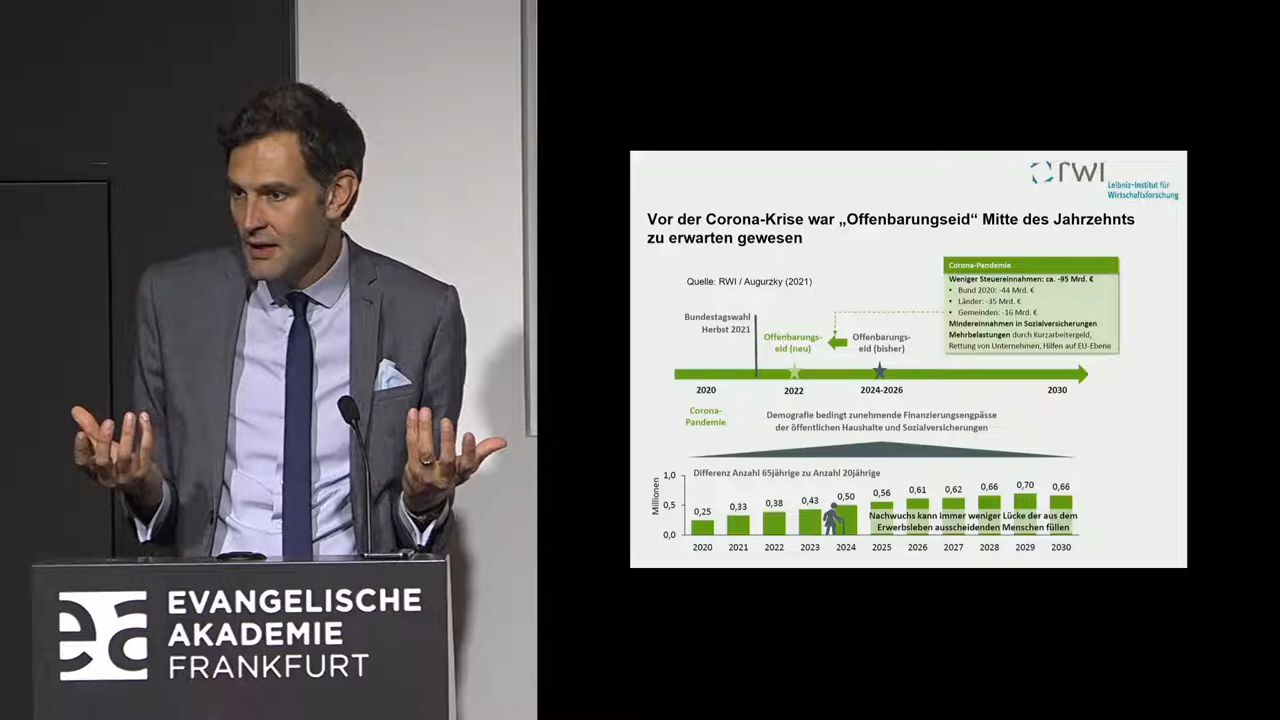 ea
EVANGELISCHE
AKADEMIE
FRANKFURT
rwi
Leibniz-Institut für
Wirtschaftsforschung
Vor der Corona-Krise war „Offenbarungseid“ Mitte des Jahrzehnts
zu erwarten gewesen
Quelle: RWI / Augurzky (2021)
Corona-Pandemie
Weniger Steuereinnahmen: ca. -95 Mrd. €
• Bund 2020: -44 Mrd. €
• Länder: -35 Mrd. €
• Gemeinden: -16 Mrd. €
Mindereinnahmen in Sozialversicherungen
Mehrbelastungen durch Kurzarbeitergeld,
Rettung von Unternehmen, Hilfen auf EU-Ebene
Bundestagswahl
Herbst 2021
Offenbarungs-
eid (neu)
Offenbarungs-
eid (bisher)
2020 2022 2024-2026 2030
Corona-
Pandemie
Demografie bedingt zunehmende Finanzierungsengpässe
der öffentlichen Haushalte und Sozialversicherungen
Differenz Anzahl 65jährige zu Anzahl 20jährige
Millionen
1,0
0,5
0,0
0,25 0,33 0,38 0,43 0,50 0,56 0,61 0,62 0,66 0,70 0,66
Nachwuchs kann immer weniger Lücke der aus dem
Erwerbsleben ausscheidenden Menschen füllen
2020 2021 2022 2023 2024 2025 2026 2027 2028 2029 2030